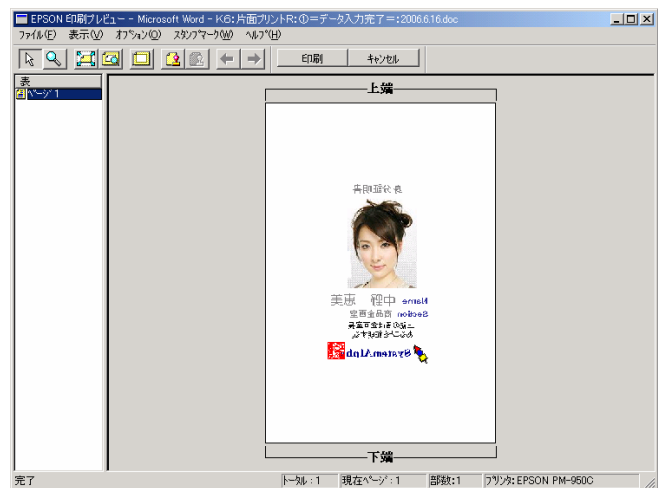 EPSON 印刷プレビュー - Microsoft Word - K6:片面プリントR:①=データ入力完了=:2006.6.16.doc
ファイル(F) 表示(V) オプション(O) スタンプマーク(W) ヘルプ(H)
印刷 キャンセル
表
ページ 1
上端
身分証明書
美恵 野中 Name
商品企画室 Section
SystemAlph
下端
完了 トータル:1 現在ページ:1 部数:1 プリンタ:EPSON PM-950C